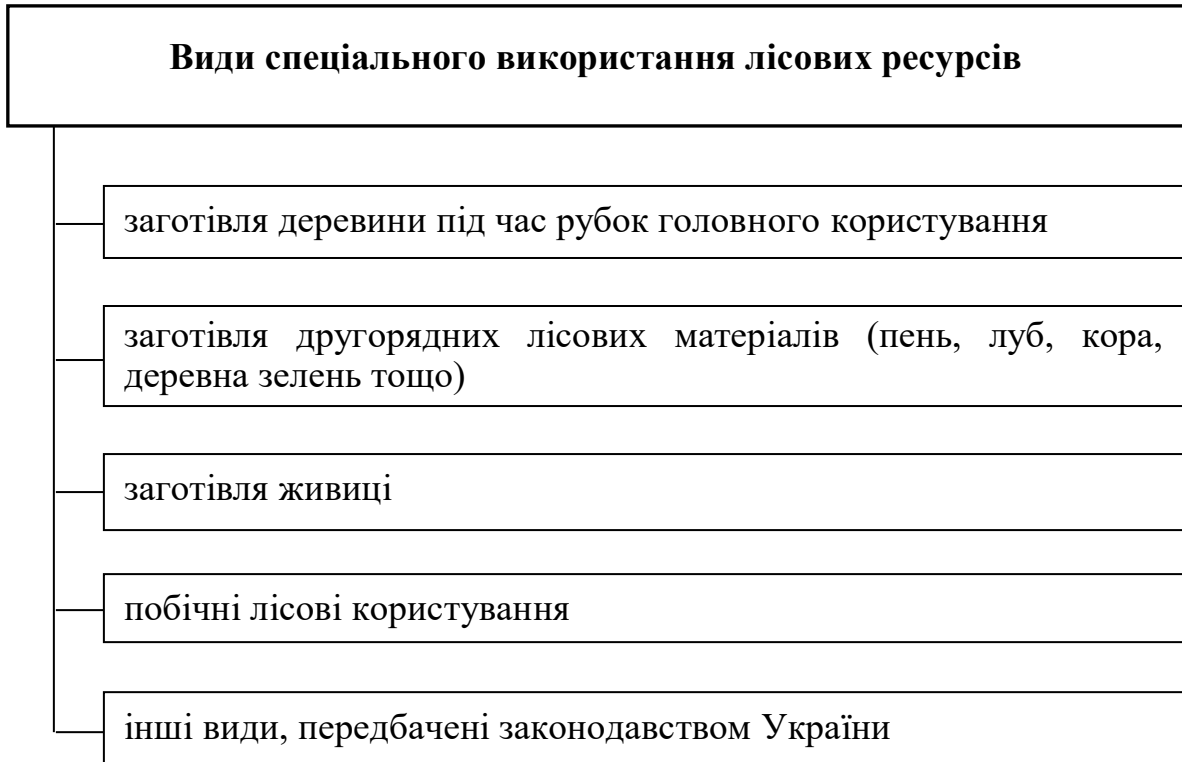 Види спеціального використання лісових ресурсів
заготівля деревини під час рубок головного користування
заготівля другорядних лісових матеріалів (пень, луб, кора,
деревна зелень тощо)
заготівля живиці
побічні лісові користування
інші види, передбачені законодавством України